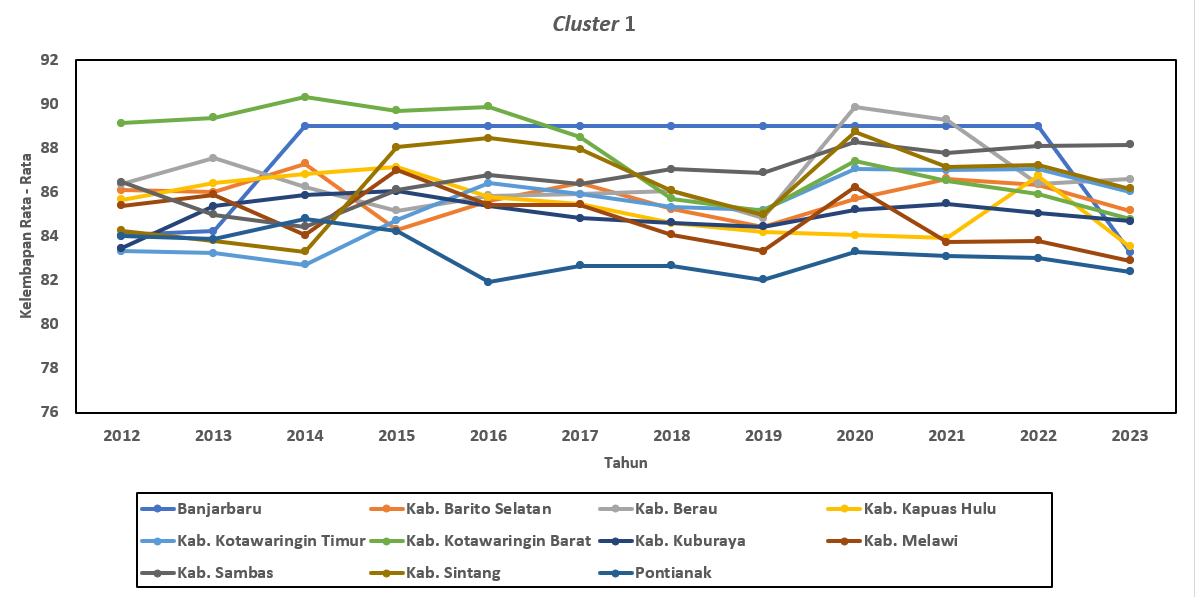 Cluster 1
92
90
88
86
84
82
80
78
76
Kelembapan Rata - Rata
2012 2013 2014 2015 2016 2017 2018 2019 2020 2021 2022 2023
Tahun
Banjarbaru Kab. Barito Selatan Kab. Berau Kab. Kapuas Hulu
Kab. Kotawaringin Timur Kab. Kotawaringin Barat Kab. Kuburaya Kab. Melawi
Kab. Sambas Kab. Sintang Pontianak